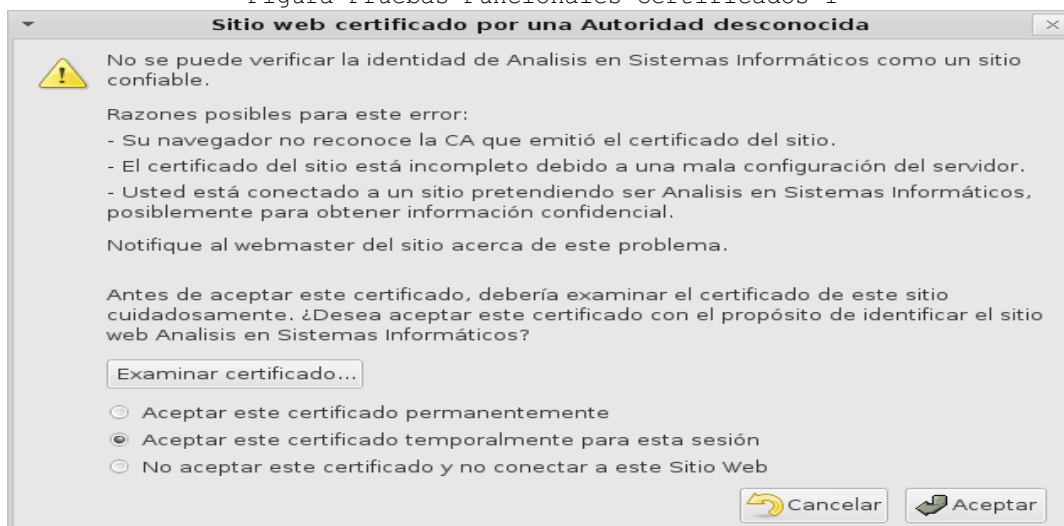 Figura Pruebas Funcionales Certificados 1
Sitio web certificado por una Autoridad desconocida
No se puede verificar la identidad de Analisis en Sistemas Informáticos como un sitio
confiable.
Razones posibles para este error:
- Su navegador no reconoce la CA que emitió el certificado del sitio.
- El certificado del sitio está incompleto debido a una mala configuración del servidor.
- Usted está conectado a un sitio pretendiendo ser Analisis en Sistemas Informáticos,
posiblemente para obtener información confidencial.
Notifique al webmaster del sitio acerca de este problema.
Antes de aceptar este certificado, debería examinar el certificado de este sitio
cuidadosamente. ¿Desea aceptar este certificado con el propósito de identificar el sitio
web Analisis en Sistemas Informáticos?
Examinar certificado...
Aceptar este certificado permanentemente
Aceptar este certificado temporalmente para esta sesión
No aceptar este certificado y no conectar a este Sitio Web
Cancelar Aceptar